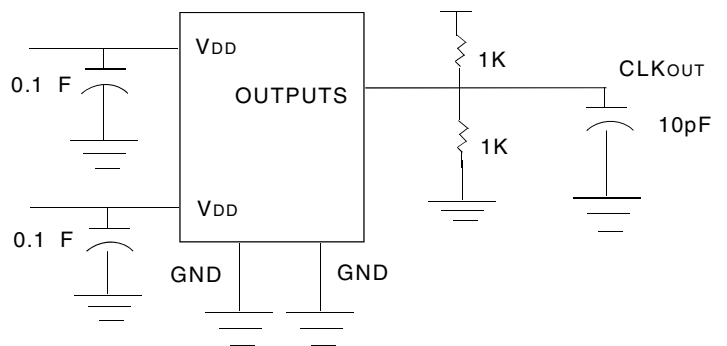 VDD
1K
CLKOUT
0.1 F
OUTPUTS
10pF
1K
VDD
0.1 F
GND
GND